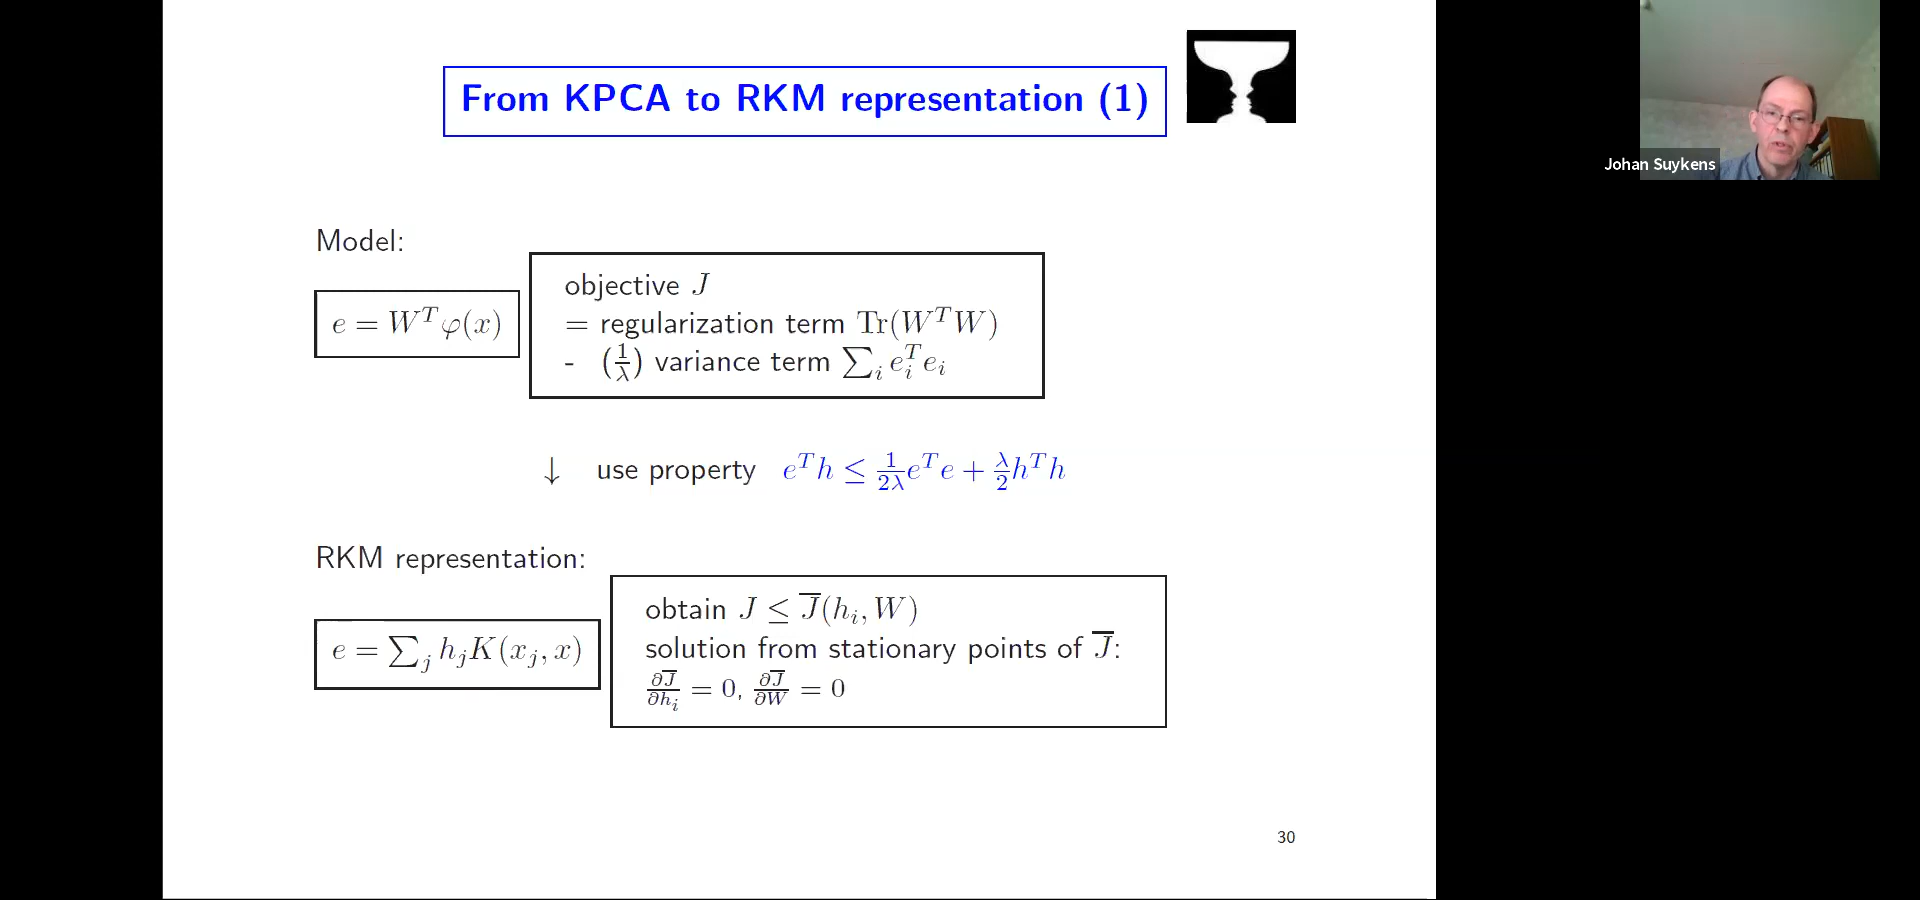 From KPCA to RKM representation (1)
Johan Suykens
Model:
e = W^T φ(x)
objective J
= regularization term Tr(W^T W)
- (1/λ) variance term ∑_i e_i^T e_i
↓ use property e^T h ≤ 1/(2λ) e^T e + λ/2 h^T h
RKM representation:
e = ∑_j h_j K(x_j, x)
obtain J ≤ J̅(h_i, W)
solution from stationary points of J̅:
∂J̅/∂h_i = 0, ∂J̅/∂W = 0
30